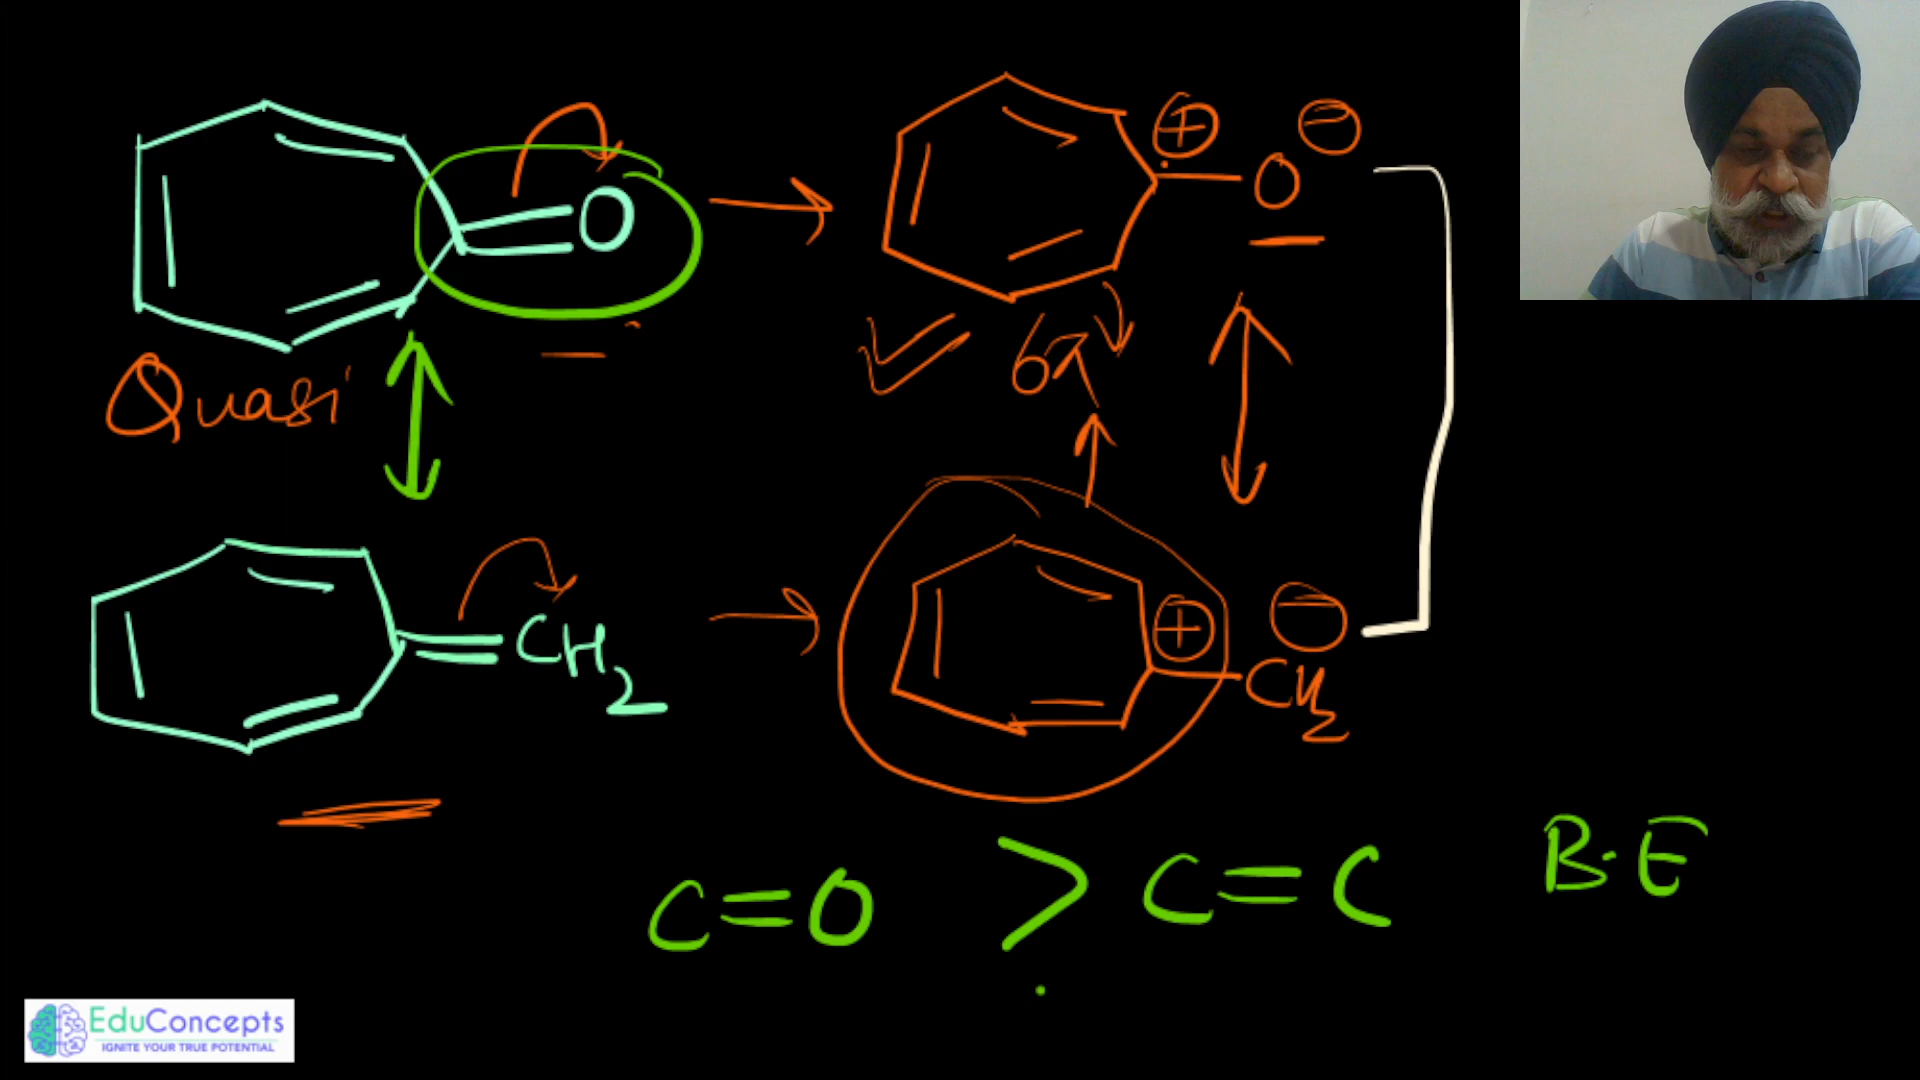 O
⊕
O ⊖
Quasi
6π
CH2
⊕
⊖
CH2
C=O > C=C
B.E
EduConcepts
IGNITE YOUR TRUE POTENTIAL